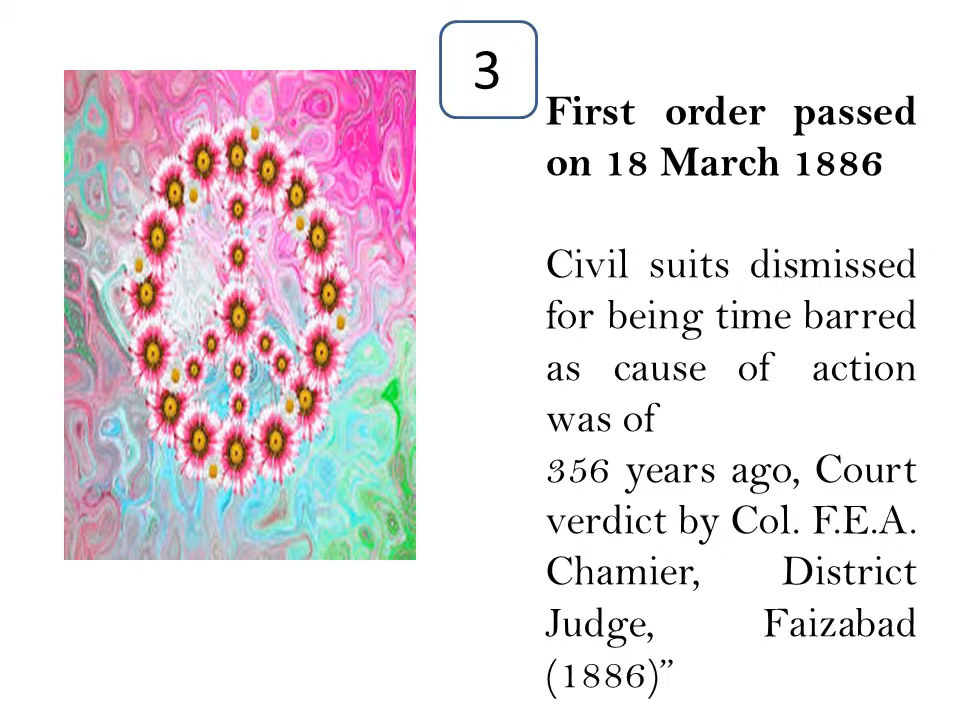 3
First order passed
on 18 March 1886
Civil suits dismissed
for being time barred
as cause of action
was of
356 years ago, Court
verdict by Col. F.E.A.
Chamier, District
Judge, Faizabad
(1886)”